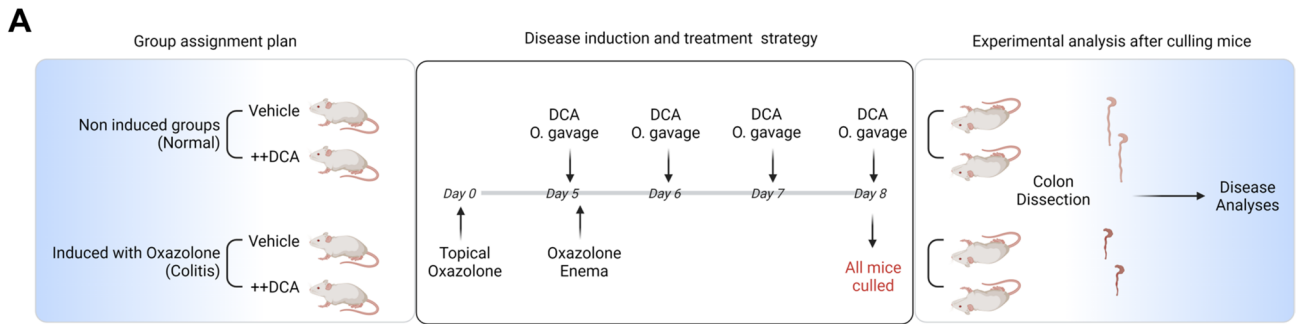 A
Group assignment plan
Disease induction and treatment strategy
Experimental analysis after culling mice
Non induced groups
(Normal)
Vehicle
++DCA
Induced with Oxazolone
(Colitis)
Vehicle
++DCA
DCA
O. gavage
DCA
O. gavage
DCA
O. gavage
DCA
O. gavage
Day 0
Day 5
Day 6
Day 7
Day 8
Topical
Oxazolone
Oxazolone
Enema
All mice
culled
Colon
Dissection
Disease
Analyses